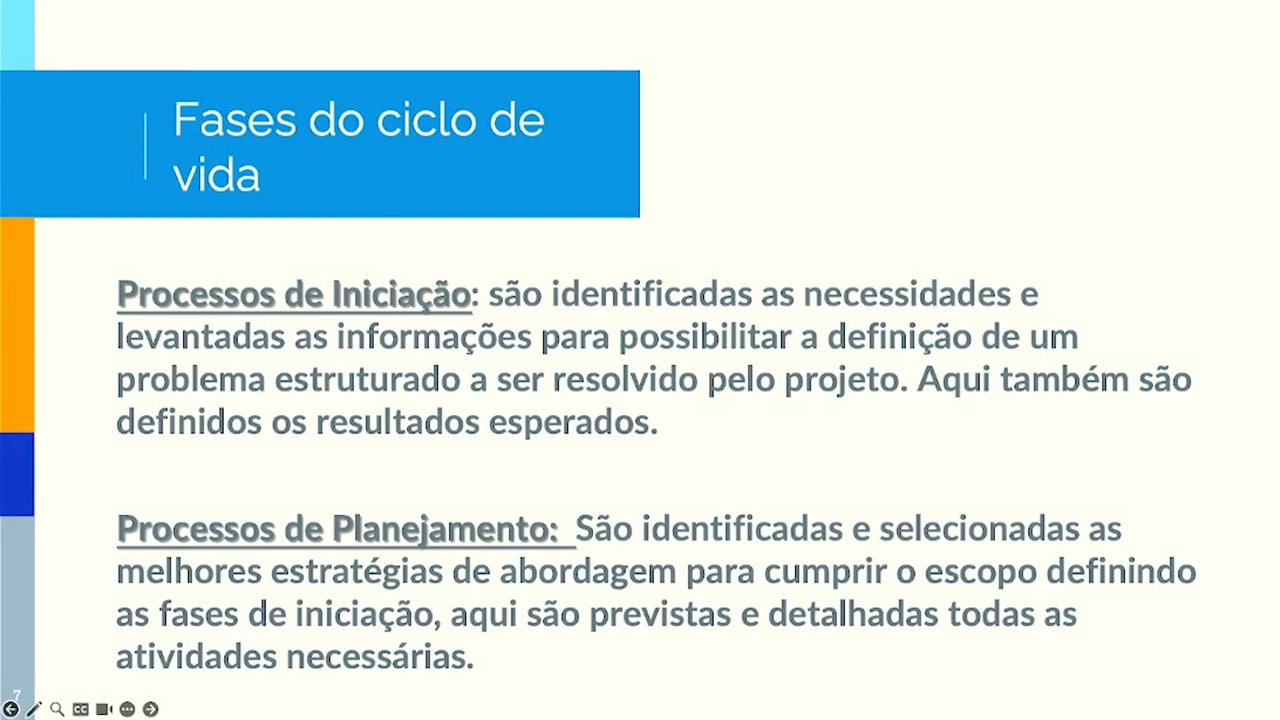 Fases do ciclo de
vida
Processos de Iniciação: são identificadas as necessidades e
levantadas as informações para possibilitar a definição de um
problema estruturado a ser resolvido pelo projeto. Aqui também são
definidos os resultados esperados.
Processos de Planejamento: São identificadas e selecionadas as
melhores estratégias de abordagem para cumprir o escopo definindo
as fases de iniciação, aqui são previstas e detalhadas todas as
atividades necessárias.
7
CC